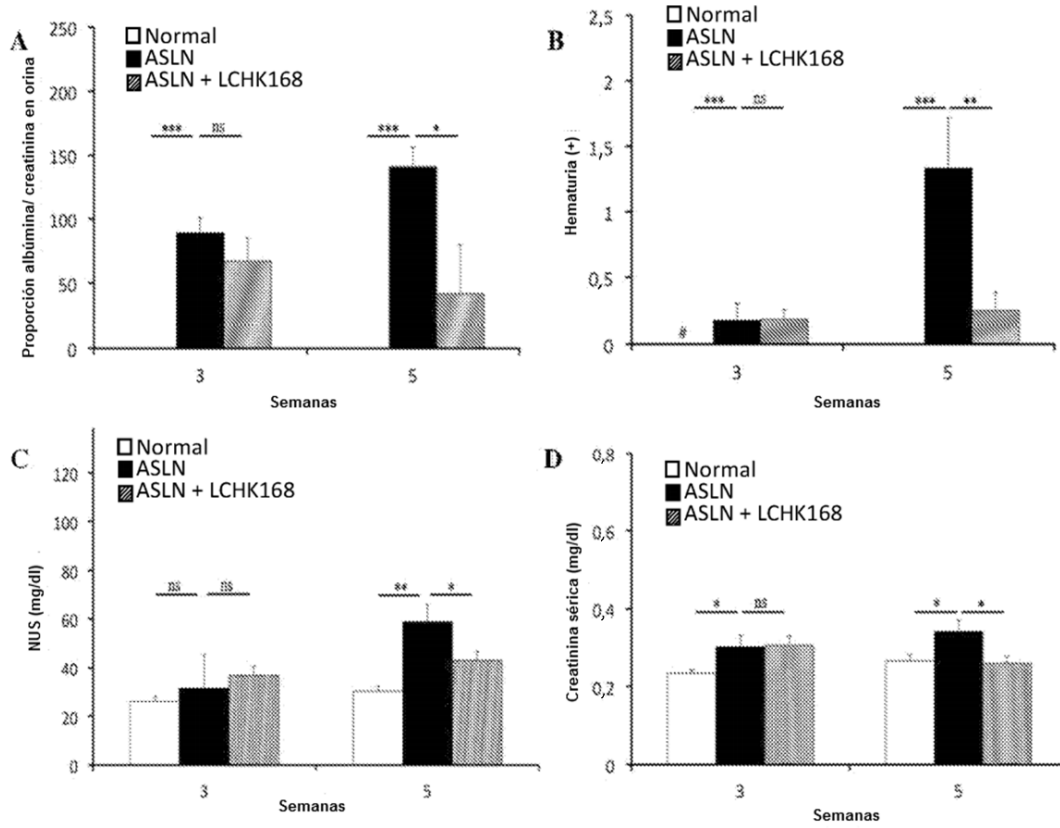 A
Proporción albúmina/ creatinina en orina
250
200
150
100
50
0
Normal
ASLN
ASLN + LCHK168
*** ns
*** *
3 5
Semanas
B
Hematuria (+)
2,5
2
1,5
1
0,5
0
Normal
ASLN
ASLN + LCHK168
*** ns
*** **
#
3 5
Semanas
C
NUS (mg/dl)
120
100
80
60
40
20
0
Normal
ASLN
ASLN + LCHK168
ns ns
** *
3 5
Semanas
D
Creatinina sérica (mg/dl)
0,8
0,6
0,4
0,2
0
Normal
ASLN
ASLN + LCHK168
* ns
* *
3 5
Semanas